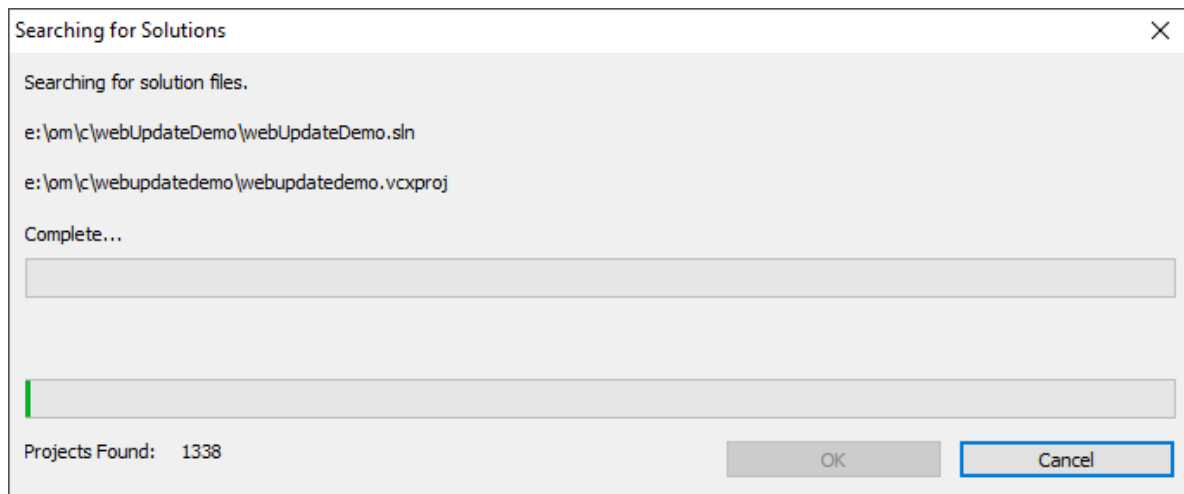 Searching for Solutions
Searching for solution files.
e:\om\c\webUpdateDemo\webUpdateDemo.sln
e:\om\c\webupdatedemo\webupdatedemo.vcxproj
Complete...
Projects Found: 1338
OK
Cancel